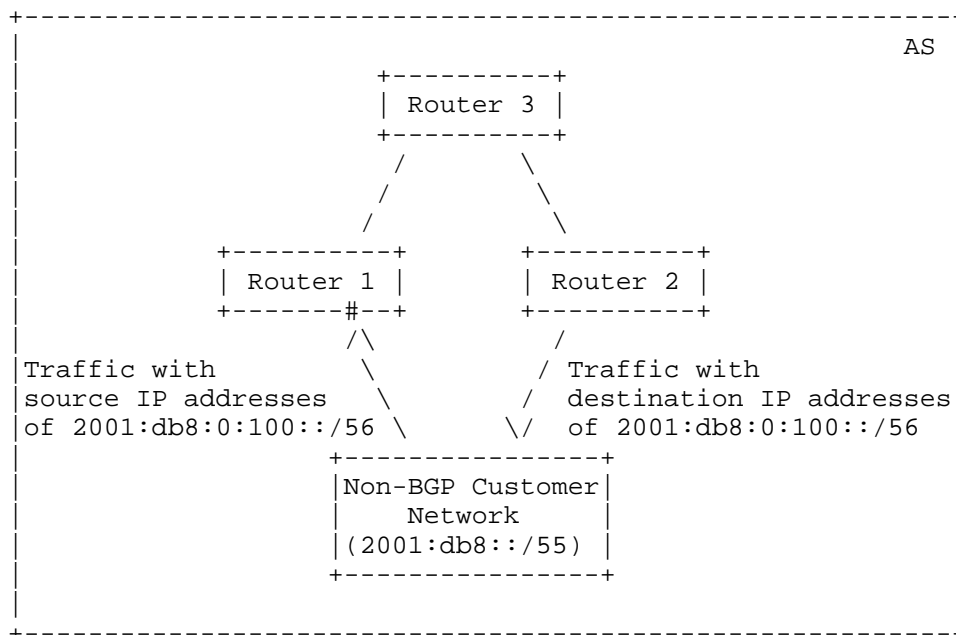 AS
Router 3
Router 1
Router 2
#
Traffic with
source IP addresses
of 2001:db8:0:100::/56
Traffic with
destination IP addresses
of 2001:db8:0:100::/56
Non-BGP Customer
Network
(2001:db8::/55)